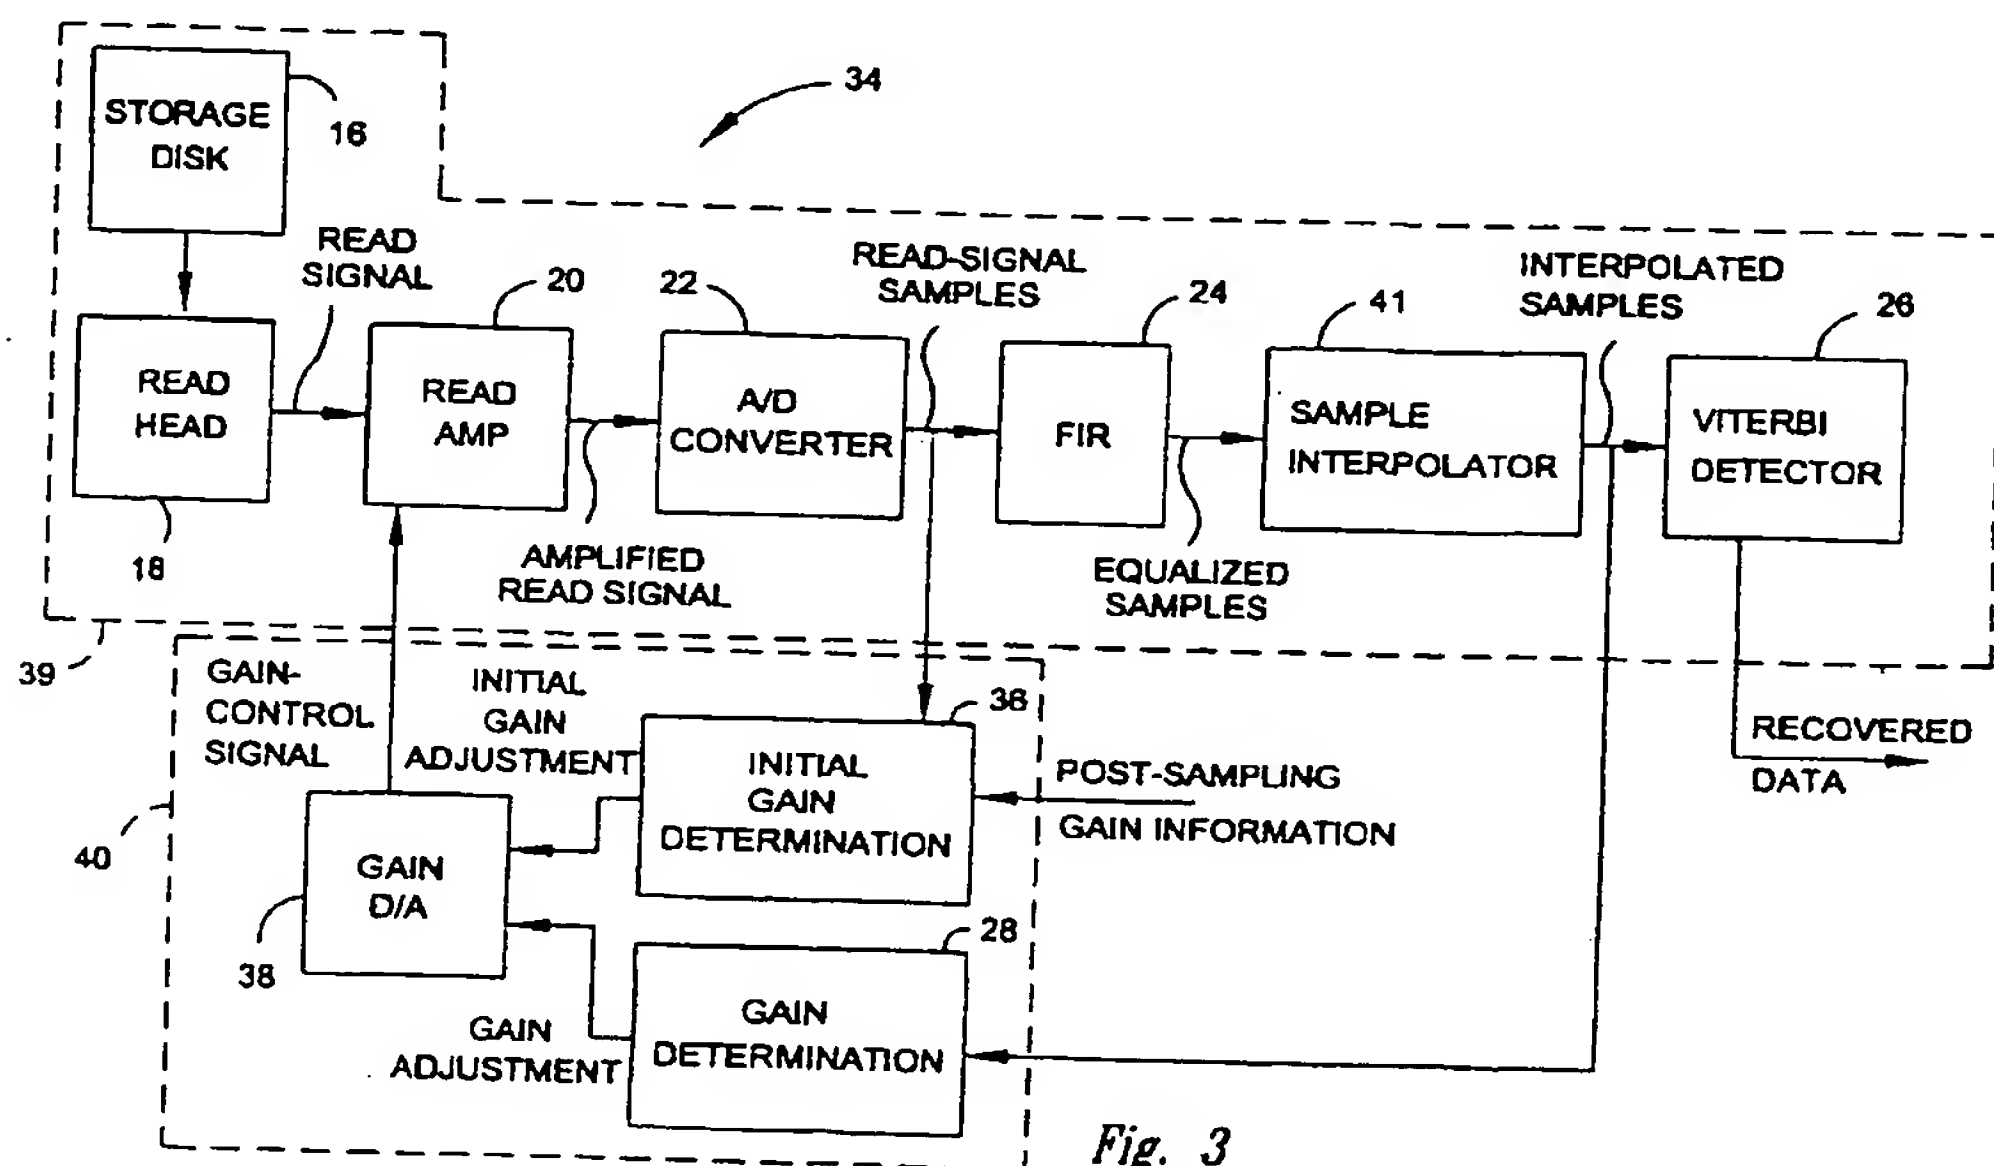 34
STORAGE
DISK
16
READ
SIGNAL
READ
HEAD
18
20
READ
AMP
AMPLIFIED
READ SIGNAL
22
A/D
CONVERTER
READ-SIGNAL
SAMPLES
24
FIR
EQUALIZED
SAMPLES
41
SAMPLE
INTERPOLATOR
INTERPOLATED
SAMPLES
26
VITERBI
DETECTOR
RECOVERED
DATA
39
40
GAIN-
CONTROL
SIGNAL
INITIAL
GAIN
ADJUSTMENT
36
INITIAL
GAIN
DETERMINATION
POST-SAMPLING
GAIN INFORMATION
GAIN
D/A
38
28
GAIN
DETERMINATION
GAIN
ADJUSTMENT
Fig. 3